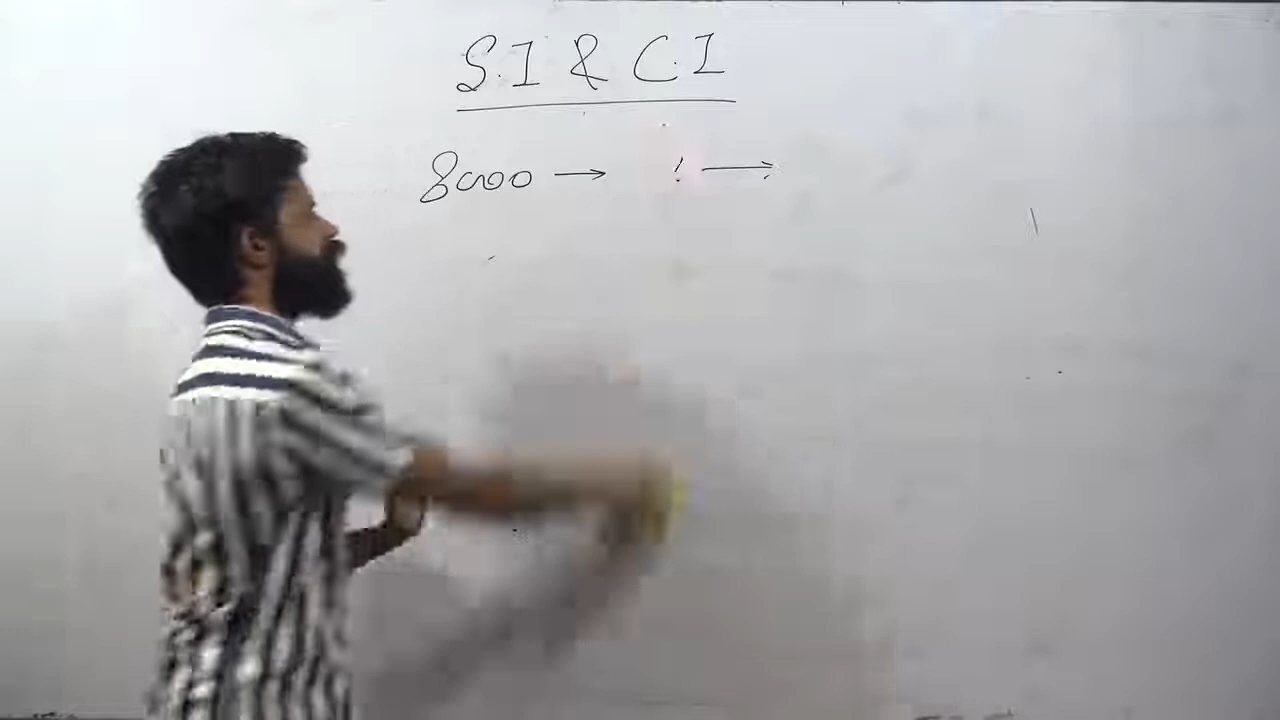 S.I & C.I
8000 → →